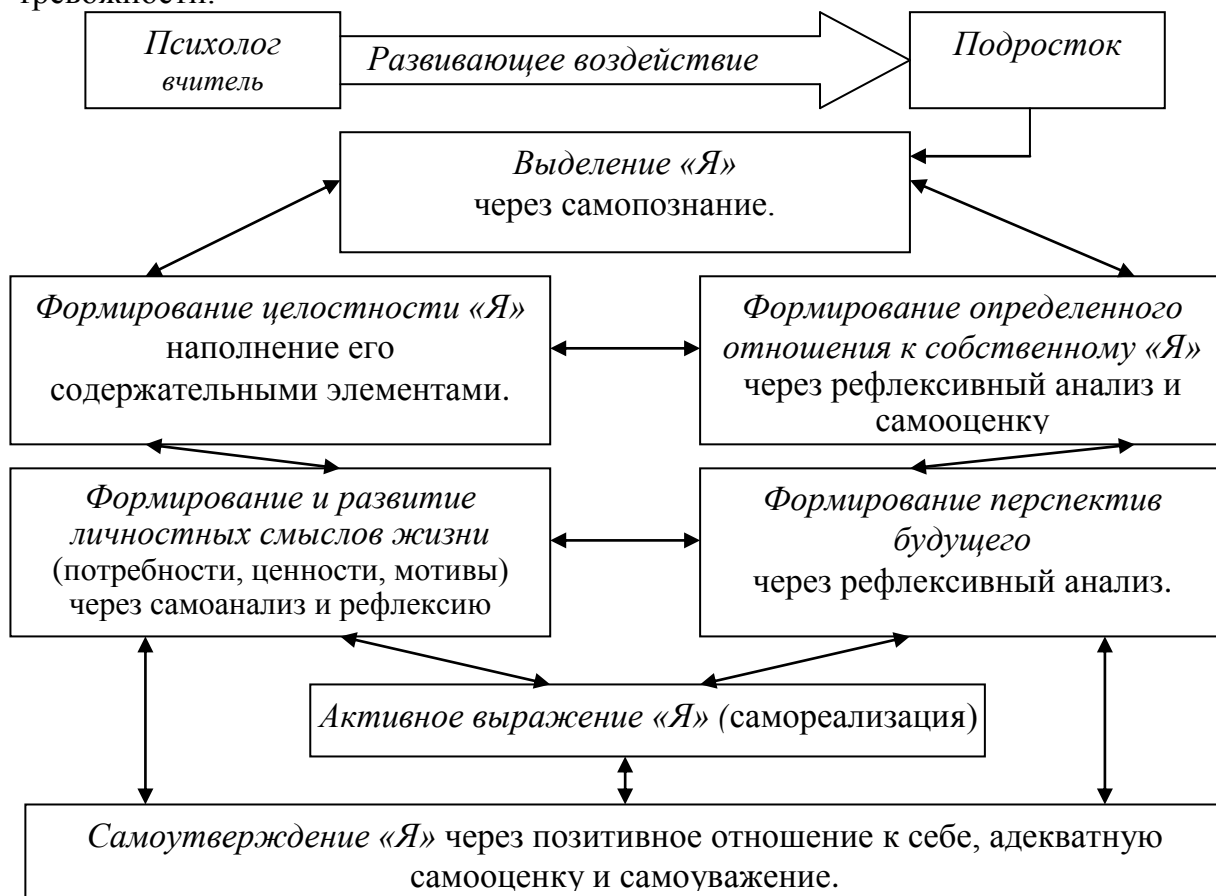 тревожности.
Психолог
вчитель
Развивающее воздействие
Подросток
Выделение «Я»
через самопознание.
Формирование целостности «Я»
наполнение его
содержательными элементами.
Формирование определенного
отношения к собственному «Я»
через рефлексивный анализ и
самооценку
Формирование и развитие
личностных смыслов жизни
(потребности, ценности, мотивы)
через самоанализ и рефлексию
Формирование перспектив
будущего
через рефлексивный анализ.
Активное выражение «Я» (самореализация)
Самоутверждение «Я» через позитивное отношение к себе, адекватную
самооценку и самоуважение.